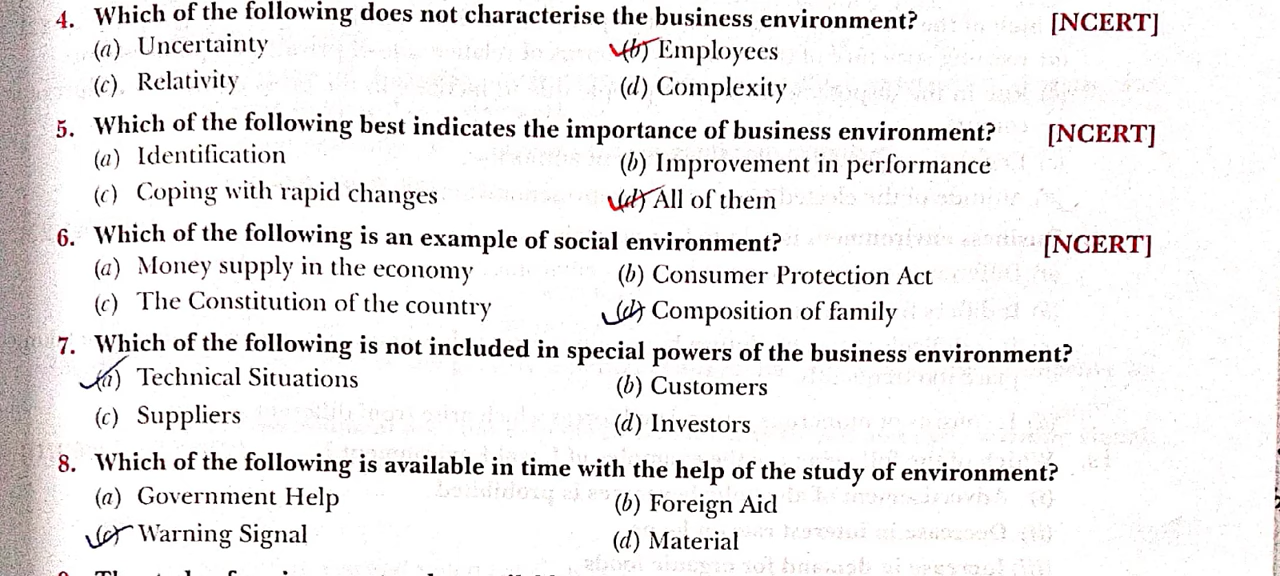 4. Which of the following does not characterise the business environment? [NCERT]
(a) Uncertainty (b) Employees
(c) Relativity (d) Complexity
5. Which of the following best indicates the importance of business environment? [NCERT]
(a) Identification (b) Improvement in performance
(c) Coping with rapid changes (d) All of them
6. Which of the following is an example of social environment? [NCERT]
(a) Money supply in the economy (b) Consumer Protection Act
(c) The Constitution of the country (d) Composition of family
7. Which of the following is not included in special powers of the business environment?
(a) Technical Situations (b) Customers
(c) Suppliers (d) Investors
8. Which of the following is available in time with the help of the study of environment?
(a) Government Help (b) Foreign Aid
(c) Warning Signal (d) Material